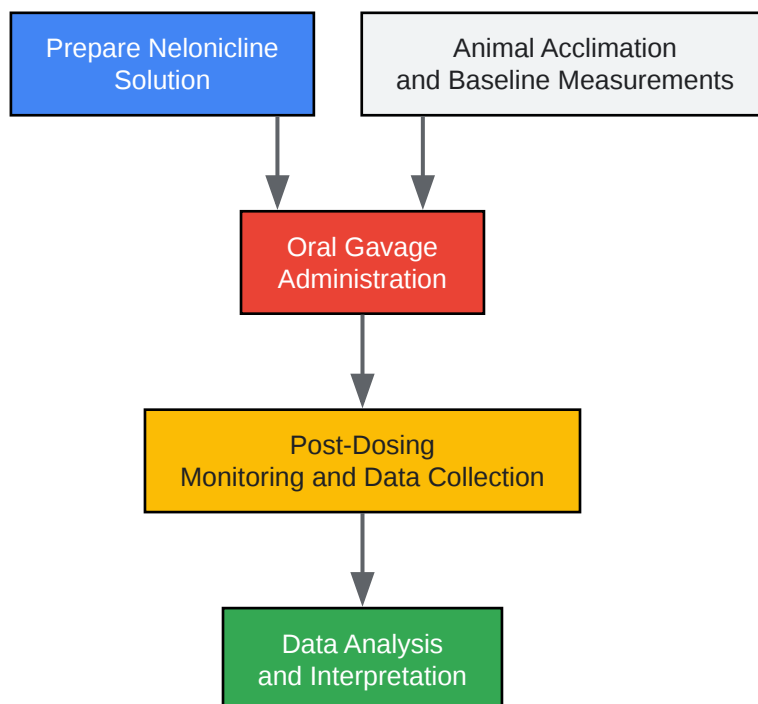 Prepare Nelonicline
Solution
Animal Acclimation
and Baseline Measurements
Oral Gavage
Administration
Post-Dosing
Monitoring and Data Collection
Data Analysis
and Interpretation